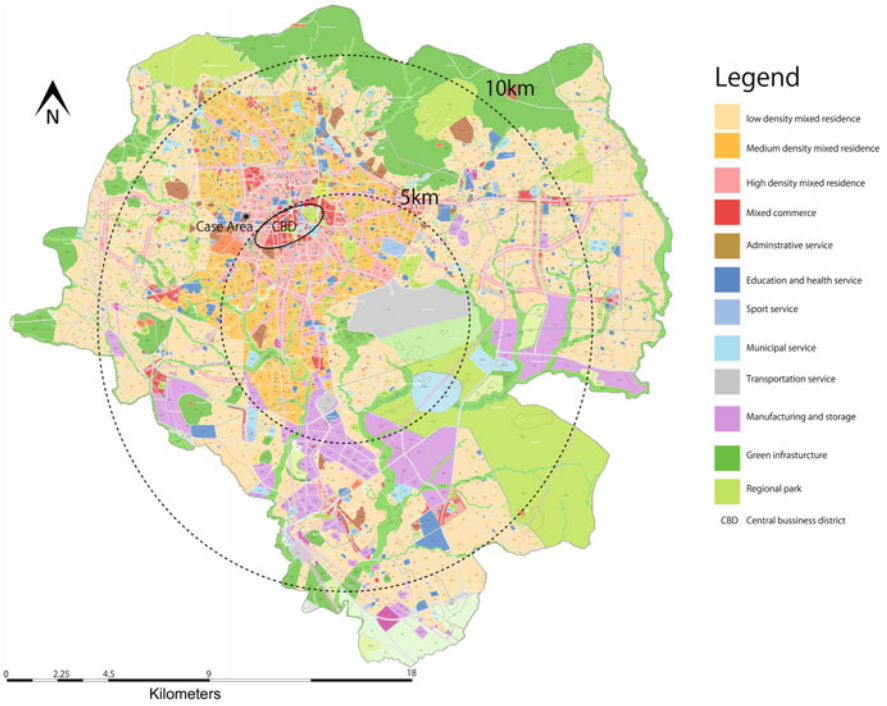 10km
N
5km
Case Area
CBD
Legend
low density mixed residence
Medium density mixed residence
High density mixed residence
Mixed commerce
Adminstrative service
Education and health service
Sport service
Municipal service
Transportation service
Manufacturing and storage
Green infrasturcture
Regional park
CBD Central bussiness district
0 2.25 4.5 9 18
Kilometers